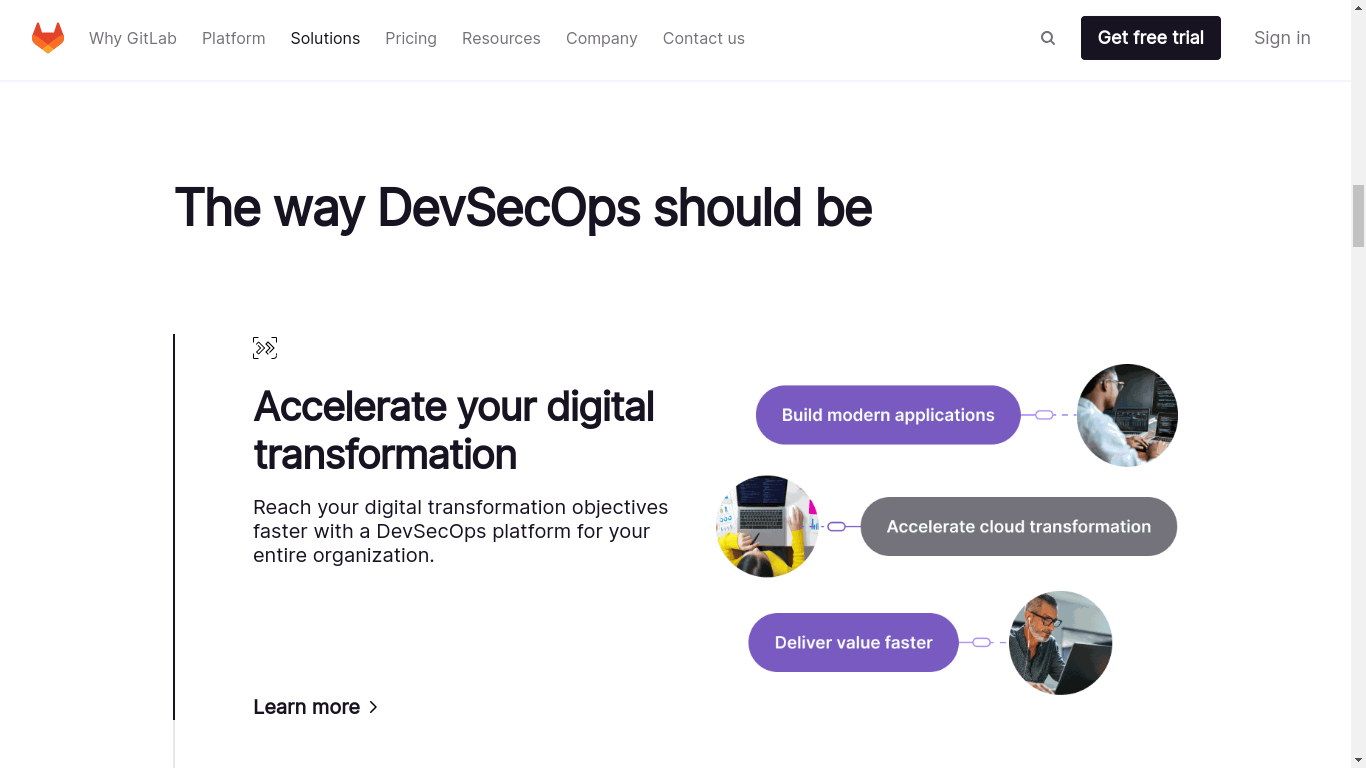 Why GitLab Platform Solutions Pricing Resources Company Contact us Get free trial Sign in
The way DevSecOps should be
Accelerate your digital
transformation
Reach your digital transformation objectives
faster with a DevSecOps platform for your
entire organization.
Learn more
Build modern applications
Accelerate cloud transformation
Deliver value faster